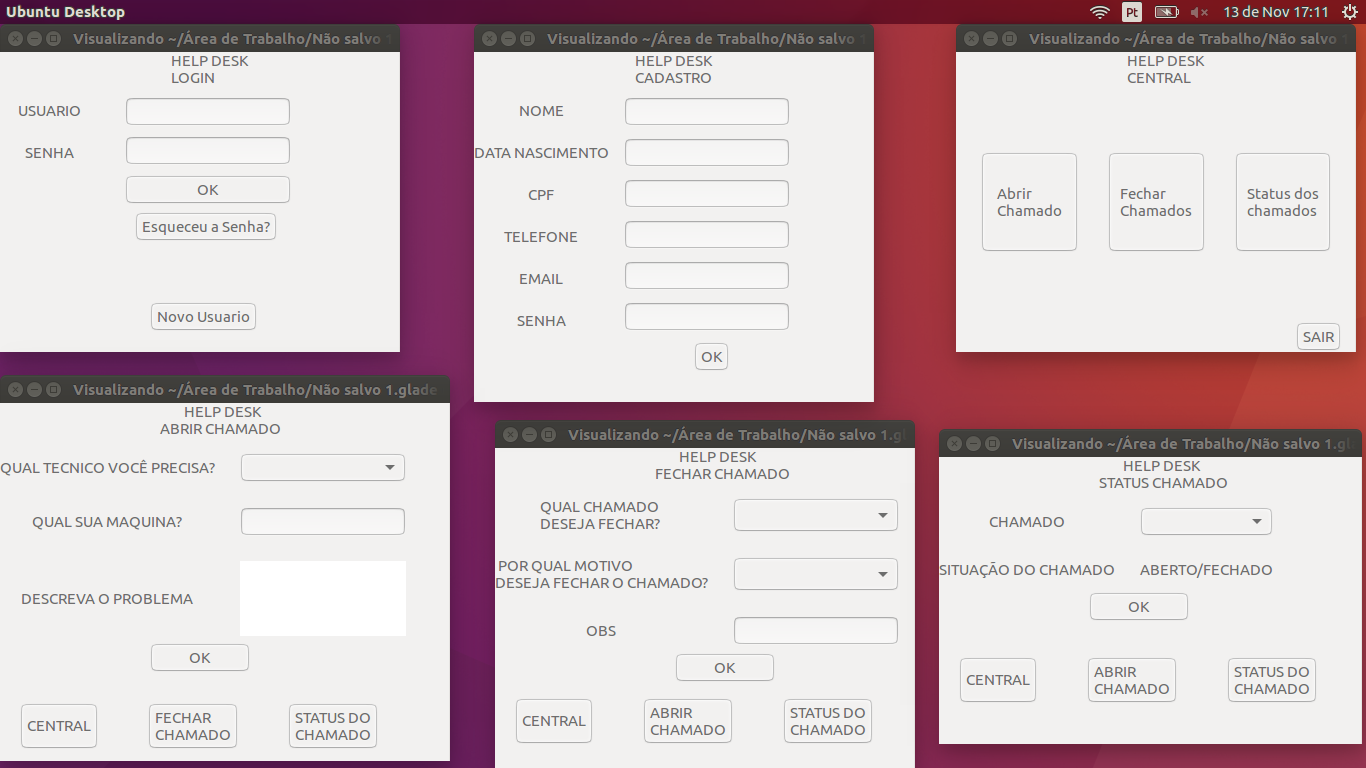 Ubuntu Desktop
Pt
13 de Nov 17:11
Visualizando ~/Área de Trabalho/Não salvo 1
HELP DESK
LOGIN
USUARIO
SENHA
OK
Esqueceu a Senha?
Novo Usuario
Visualizando ~/Área de Trabalho/Não salvo 1
HELP DESK
CADASTRO
NOME
DATA NASCIMENTO
CPF
TELEFONE
EMAIL
SENHA
OK
Visualizando ~/Área de Trabalho/Não salvo 1
HELP DESK
CENTRAL
Abrir
Chamado
Fechar
Chamados
Status dos
chamados
SAIR
Visualizando ~/Área de Trabalho/Não salvo 1.glade
HELP DESK
ABRIR CHAMADO
QUAL TECNICO VOCÊ PRECISA?
QUAL SUA MAQUINA?
DESCREVA O PROBLEMA
OK
CENTRAL
FECHAR
CHAMADO
STATUS DO
CHAMADO
Visualizando ~/Área de Trabalho/Não salvo 1.gl
HELP DESK
FECHAR CHAMADO
QUAL CHAMADO
DESEJA FECHAR?
POR QUAL MOTIVO
DESEJA FECHAR O CHAMADO?
OBS
OK
CENTRAL
ABRIR
CHAMADO
STATUS DO
CHAMADO
Visualizando ~/Área de Trabalho/Não salvo 1.gl
HELP DESK
STATUS CHAMADO
CHAMADO
SITUAÇÃO DO CHAMADO ABERTO/FECHADO
OK
CENTRAL
ABRIR
CHAMADO
STATUS DO
CHAMADO